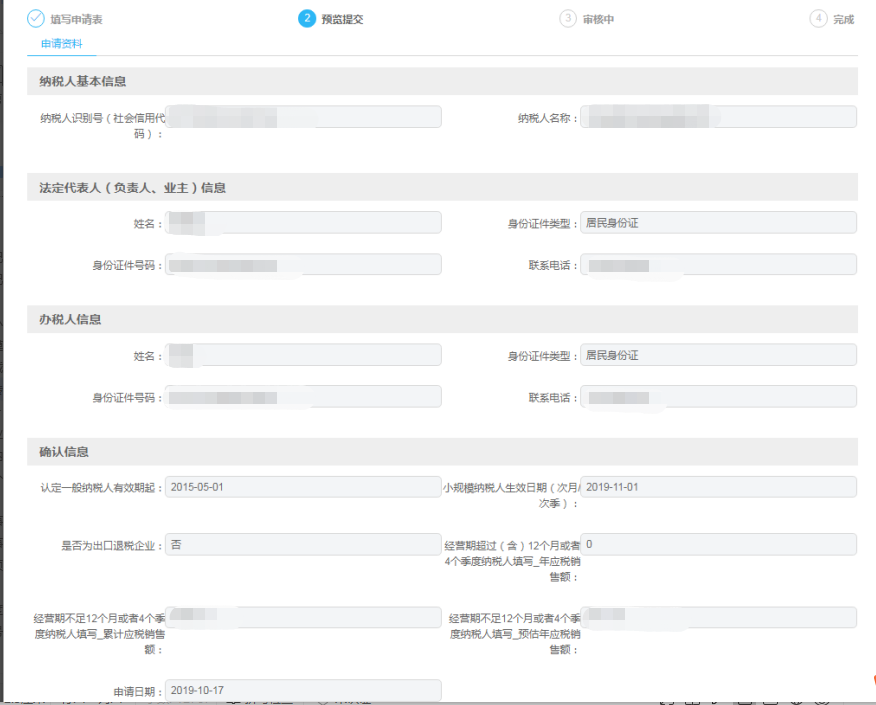 填写申请表
2 预览提交
3 审核中
4 完成
申请资料
纳税人基本信息
纳税人识别号（社会信用代
码）：
纳税人名称：
法定代表人（负责人、业主）信息
姓名：
身份证件类型：居民身份证
身份证件号码：
联系电话：
办税人信息
姓名：
身份证件类型：居民身份证
身份证件号码：
联系电话：
确认信息
认定一般纳税人有效期起：2015-05-01
小规模纳税人生效日期（次月/
次季）：
2019-11-01
是否为出口退税企业：否
经营期超过（含）12个月或者
4个季度纳税人填写_年应税销
售额：
0
经营期不足12个月或者4个季
度纳税人填写_累计应税销售
额：
经营期不足12个月或者4个季
度纳税人填写_预估年应税销
售额：
申请日期：2019-10-17